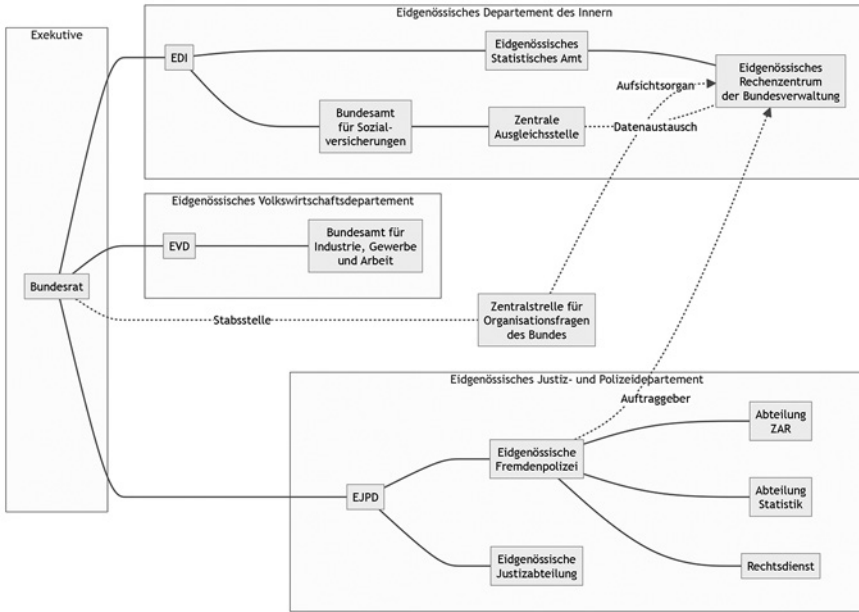 Exekutive
Eidgenössisches Departement des Innern
EDI
Eidgenössisches
Statistisches Amt
Eidgenössisches
Rechenzentrum
der Bundesverwaltung
Aufsichtsorgan
Bundesamt
für Sozial-
versicherungen
Zentrale
Ausgleichsstelle
Datenaustausch
Eidgenössisches Volkswirtschaftsdepartement
EVD
Bundesamt für
Industrie, Gewerbe
und Arbeit
Bundesrat
Stabsstelle
Zentralstrelle für
Organisationsfragen
des Bundes
Eidgenössisches Justiz- und Polizeidepartement
Auftraggeber
Abteilung
ZAR
Eidgenössische
Fremdenpolizei
EJPD
Abteilung
Statistik
Eidgenössische
Justizabteilung
Rechtsdienst